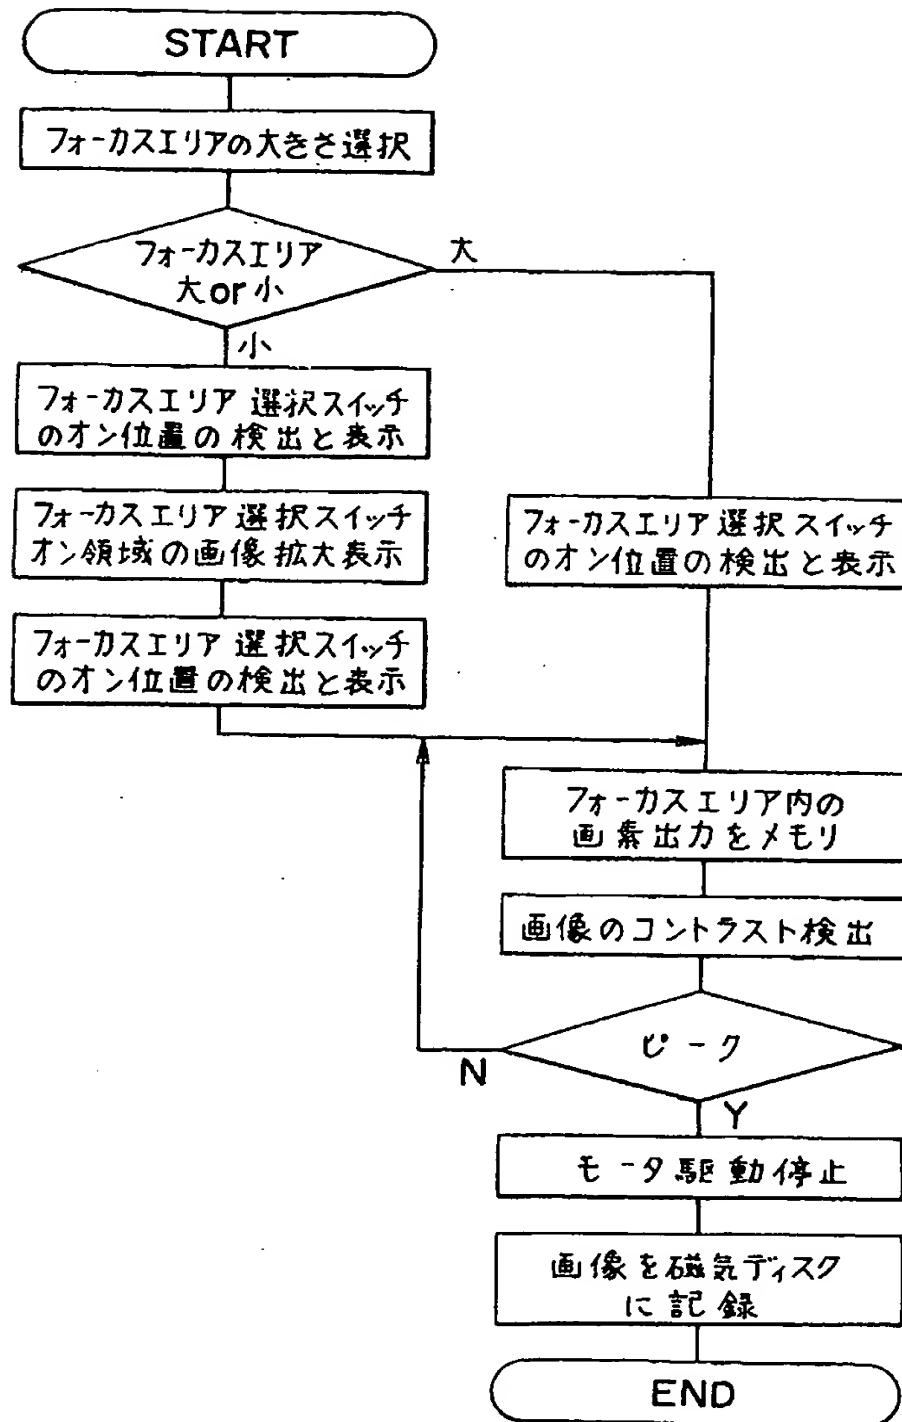 START
フォーカスエリアの大きさ選択
フォーカスエリア
大or小
大
小
フォーカスエリア選択スイッチ
のオン位置の検出と表示
フォーカスエリア選択スイッチ
オン領域の画像拡大表示
フォーカスエリア選択スイッチ
のオン位置の検出と表示
フォーカスエリア選択スイッチ
のオン位置の検出と表示
フォーカスエリア内の
画素出力をメモリ
画像のコントラスト検出
ピーク
N
Y
モータ駆動停止
画像を磁気ディスク
に記録
END